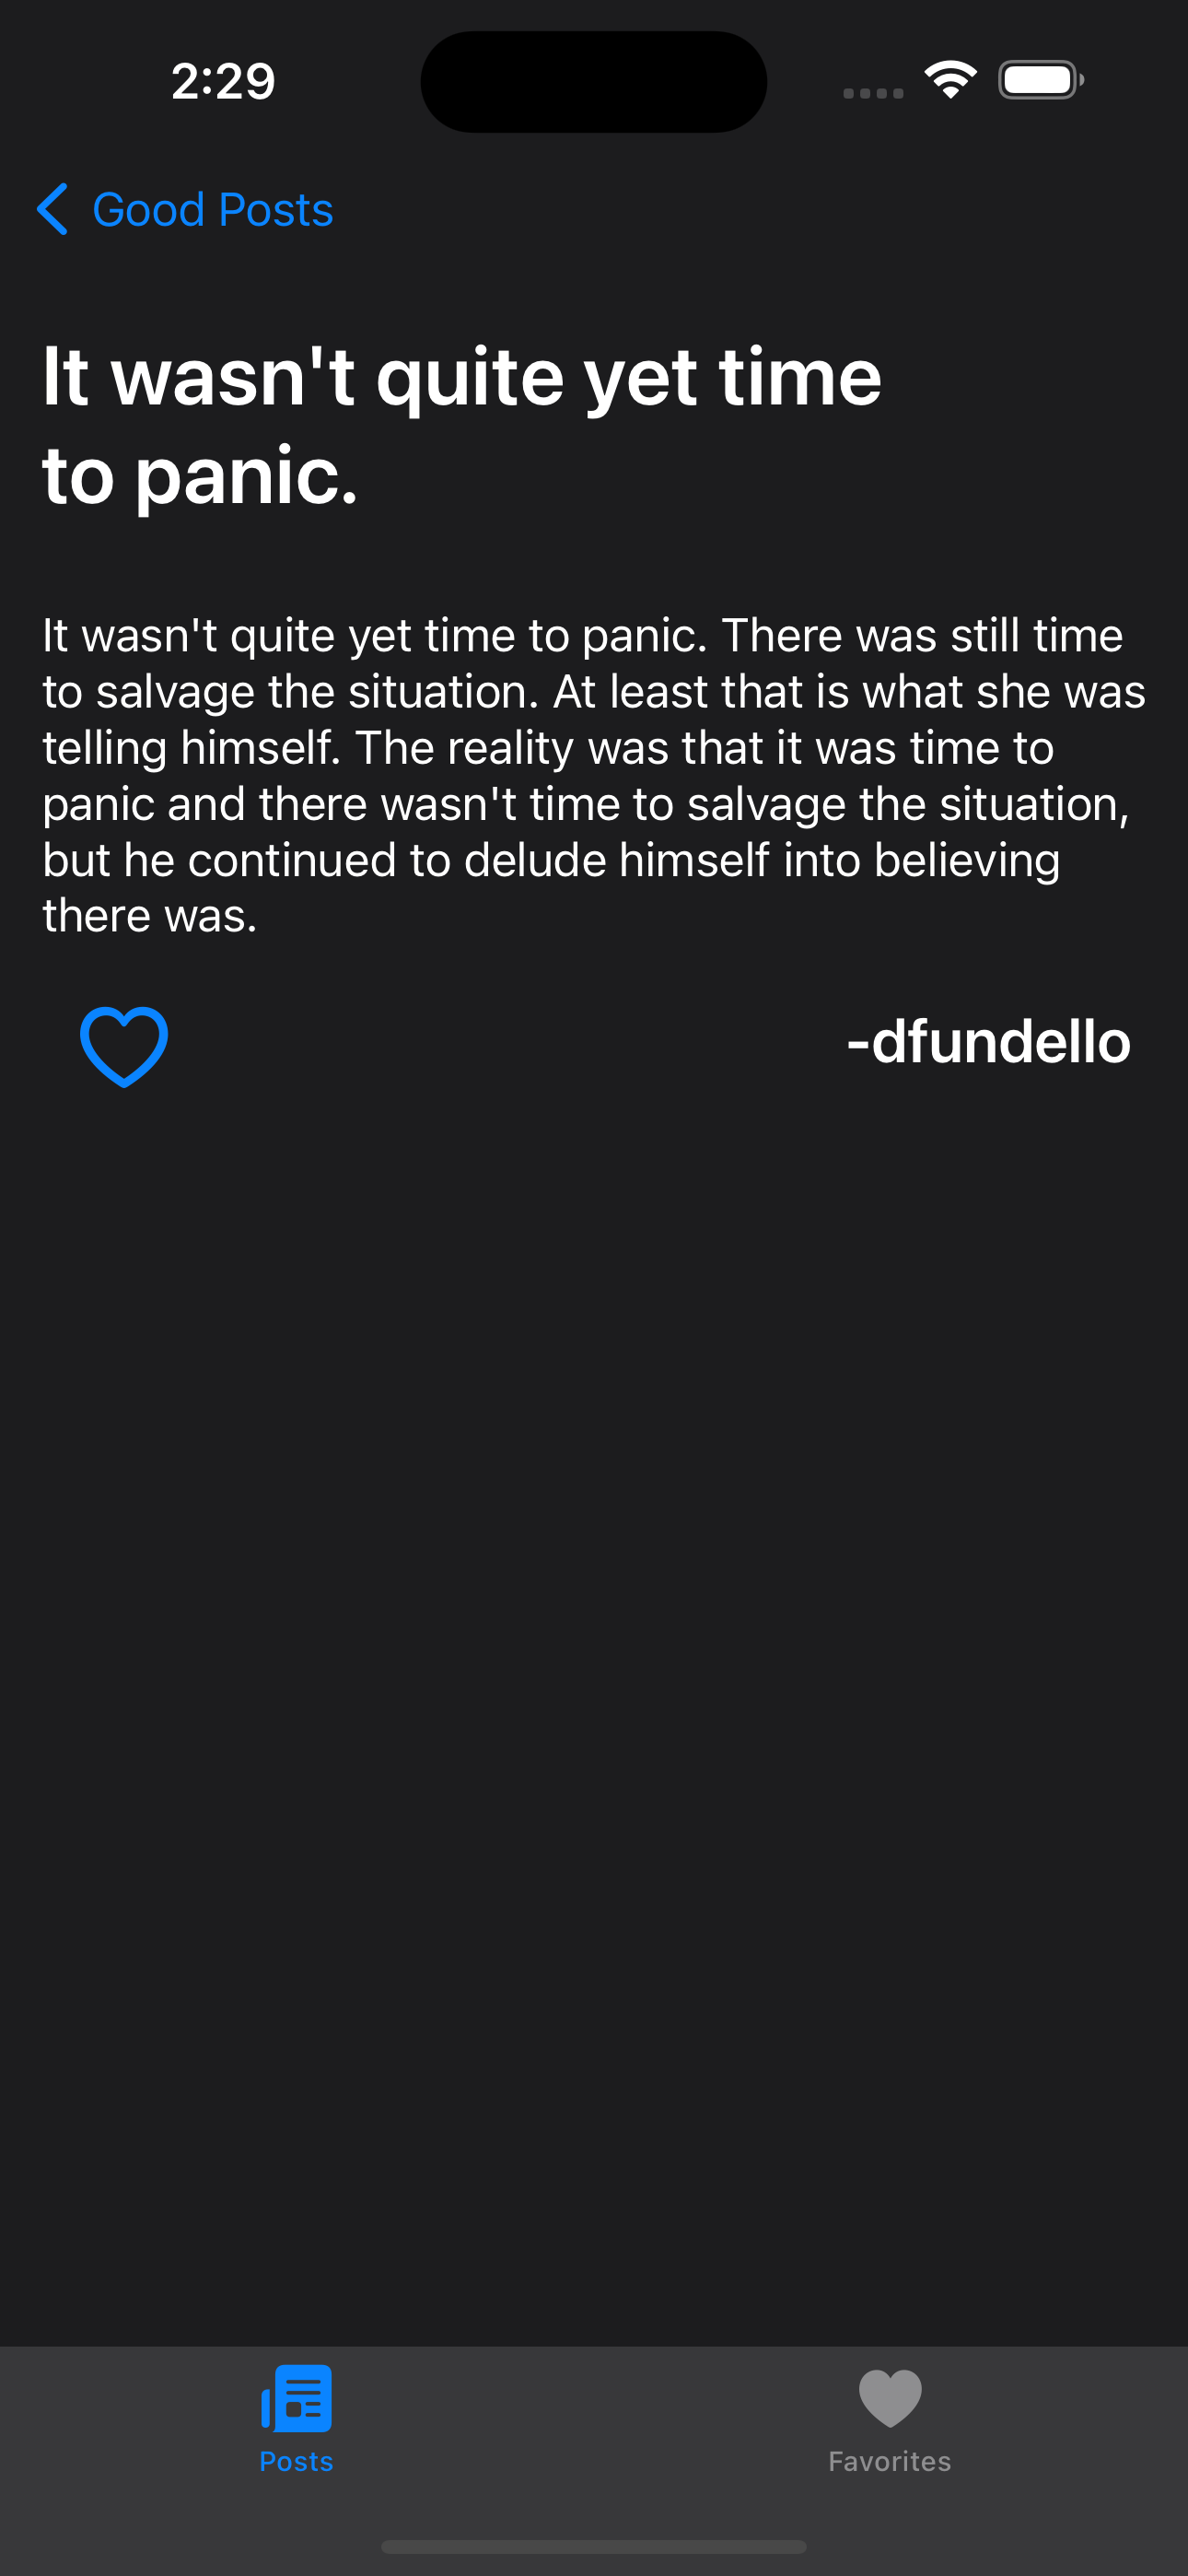 2:29
Good Posts
It wasn't quite yet time
to panic.
It wasn't quite yet time to panic. There was still time
to salvage the situation. At least that is what she was
telling himself. The reality was that it was time to
panic and there wasn't time to salvage the situation,
but he continued to delude himself into believing
there was.
-dfundello
Posts
Favorites